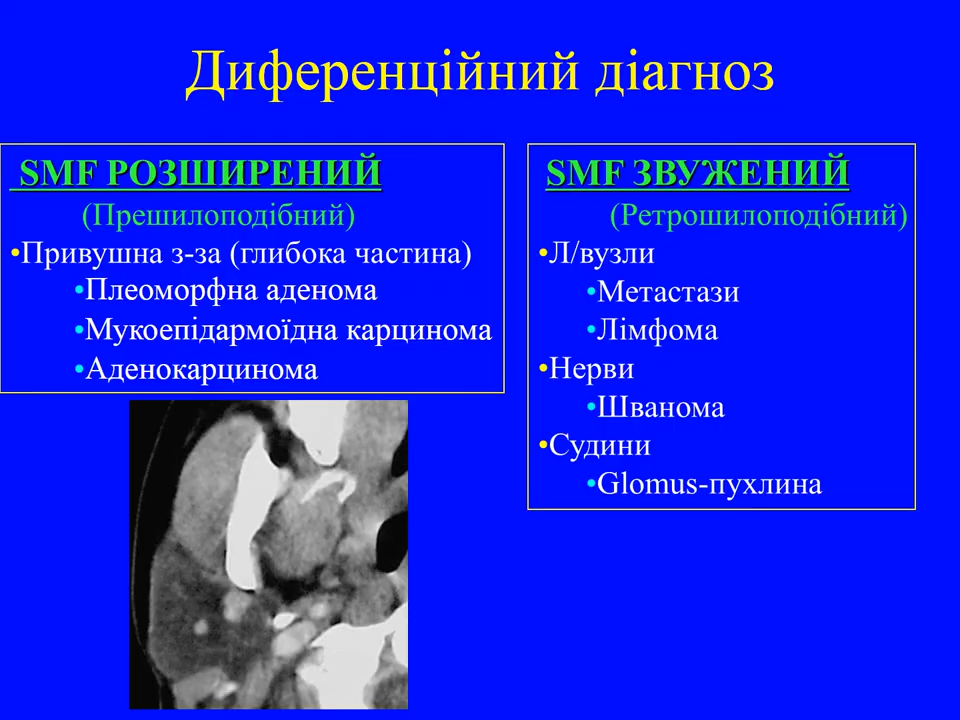 Диференційний діагноз
SMF РОЗШИРЕНИЙ
(Прешилоподібний)
•Привушна з-за (глибока частина)
•Плеоморфна аденома
•Мукоепідармоїдна карцинома
•Аденокарцинома
SMF ЗВУЖЕНИЙ
(Ретрошилоподібний)
•Л/вузли
•Метастази
•Лімфома
•Нерви
•Шванома
•Судини
•Glomus-пухлина